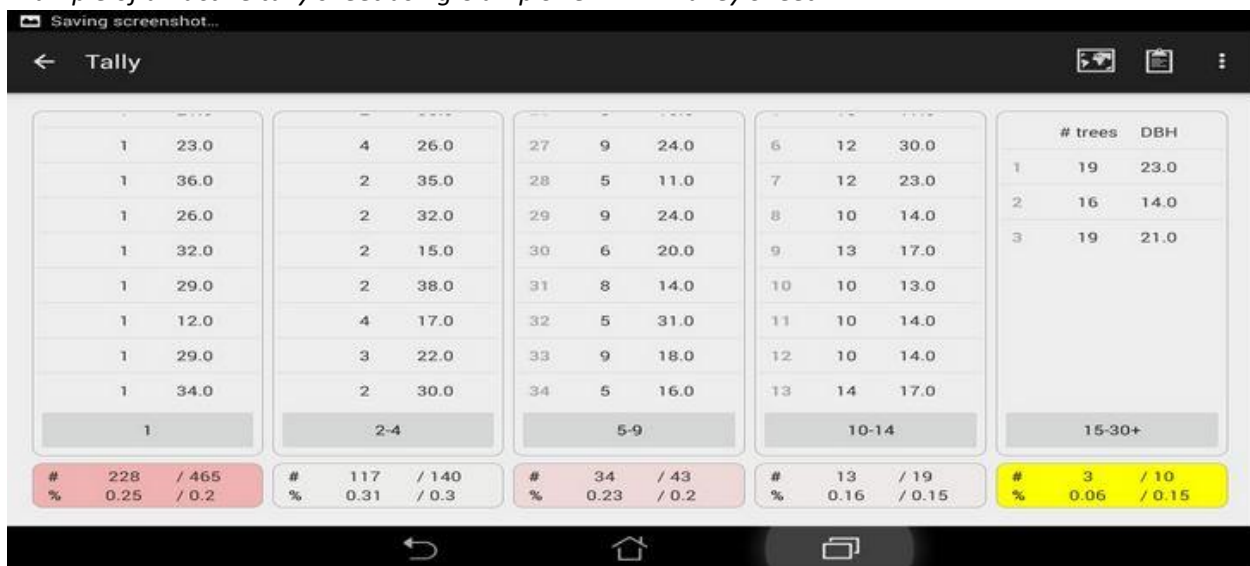 Saving screenshot...
Tally
1 23.0
1 36.0
1 26.0
1 32.0
1 29.0
1 12.0
1 29.0
1 34.0
1
# 228 / 465
% 0.25 / 0.2
4 26.0
2 35.0
2 32.0
2 15.0
2 38.0
4 17.0
3 22.0
2 30.0
2-4
# 117 / 140
% 0.31 / 0.3
27 9 24.0
28 5 11.0
29 9 24.0
30 6 20.0
31 8 14.0
32 5 31.0
33 9 18.0
34 5 16.0
5-9
# 34 / 43
% 0.23 / 0.2
6 12 30.0
7 12 23.0
8 10 14.0
9 13 17.0
10 10 13.0
11 10 14.0
12 10 14.0
13 14 17.0
10-14
# 13 / 19
% 0.16 / 0.15
# trees DBH
1 19 23.0
2 16 14.0
3 19 21.0
15-30+
# 3 / 10
% 0.06 / 0.15